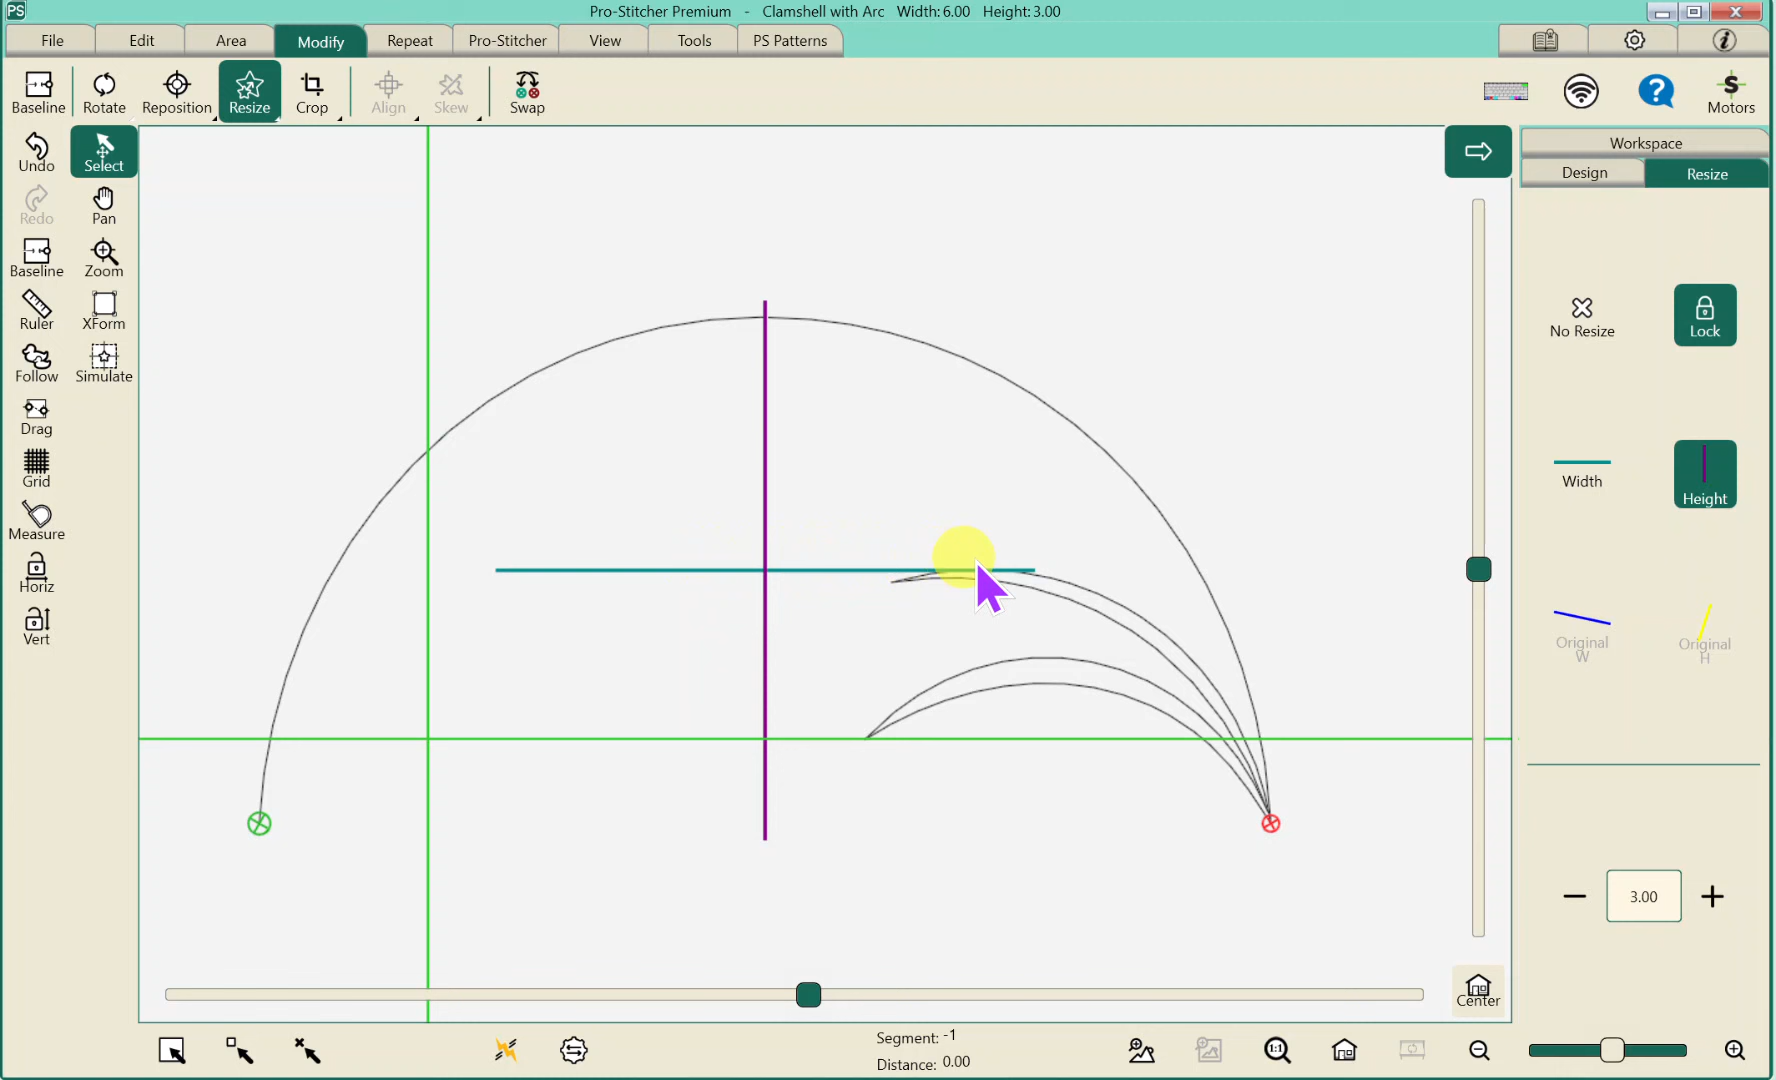 PS Pro-Stitcher Premium - Clamshell with Arc Width: 6.00 Height: 3.00
File Edit Area Modify Repeat Pro-Stitcher View Tools PS Patterns
Baseline Rotate Reposition Resize Crop Align Skew Swap S Motors
Workspace
Design Resize
Undo Select
Redo Pan
Baseline Zoom
Ruler XForm
Follow Simulate
Drag
Grid
Measure
Horiz
Vert
No Resize Lock
Width Height
Original W
Original H
3.00
Center
Segment: -1
Distance: 0.00
1:1